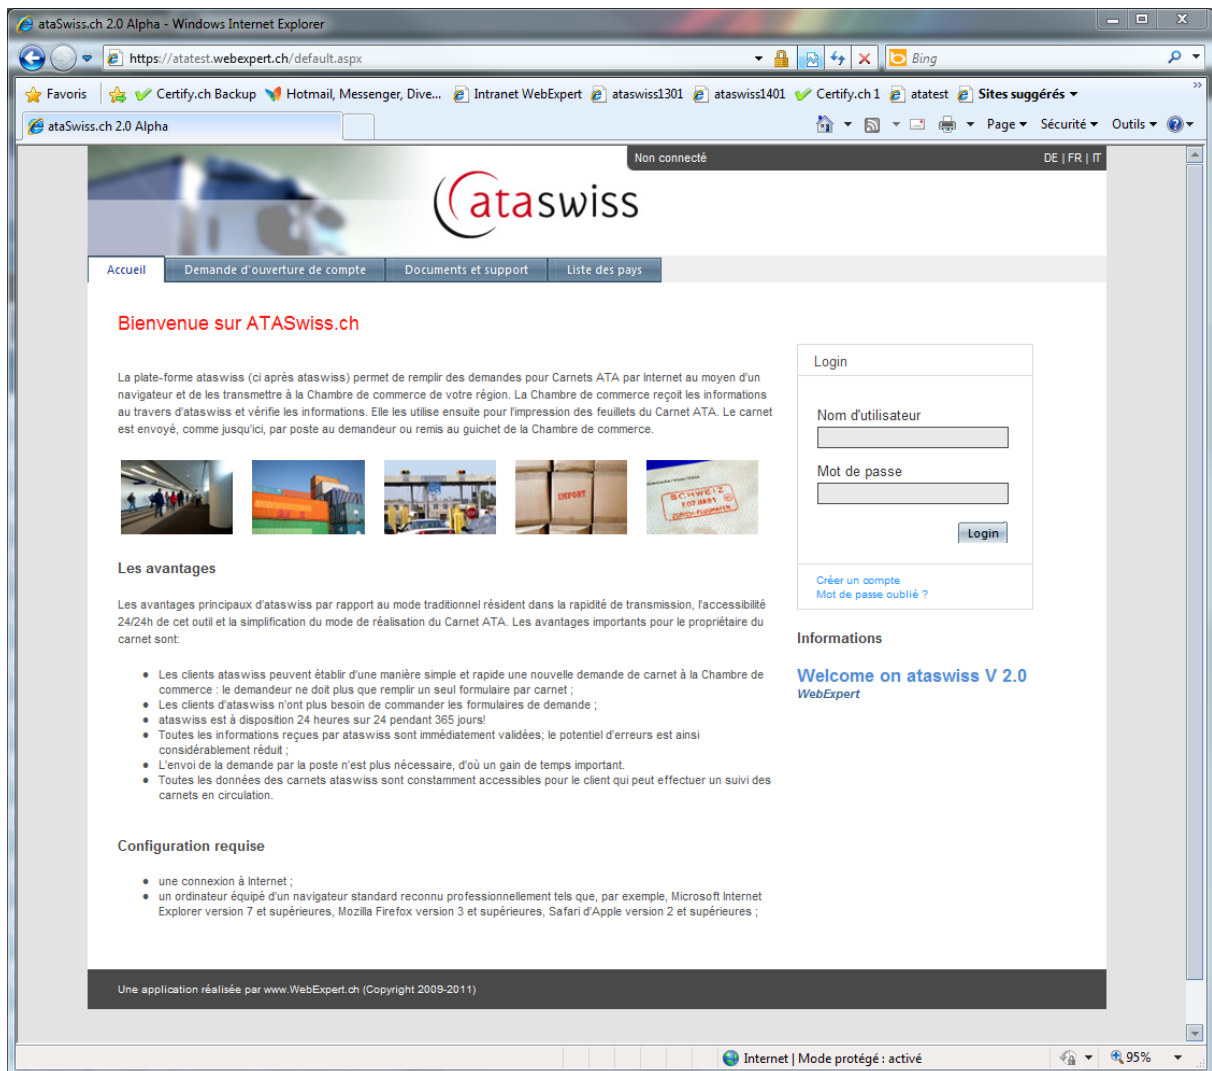 ataSwiss.ch 2.0 Alpha - Windows Internet Explorer
https://atatest.webexpert.ch/default.aspx
Bing
Favoris
Certify.ch Backup
Hotmail, Messenger, Dive...
Intranet WebExpert
ataswiss1301
ataswiss1401
Certify.ch 1
atatest
Sites suggérés
ataSwiss.ch 2.0 Alpha
Page
Sécurité
Outils
Non connecté
DE | FR | IT
ataswiss
Accueil
Demande d'ouverture de compte
Documents et support
Liste des pays
Bienvenue sur ATASwiss.ch
La plate-forme ataswiss (ci après ataswiss) permet de remplir des demandes pour Carnets ATA par Internet au moyen d'un
navigateur et de les transmettre à la Chambre de commerce de votre région. La Chambre de commerce reçoit les informations
au travers d'ataswiss et vérifie les informations. Elle les utilise ensuite pour l'impression des feuillets du Carnet ATA. Le carnet
est envoyé, comme jusqu'ici, par poste au demandeur ou remis au guichet de la Chambre de commerce.
IMPORT
SCHWEIZ
Les avantages
Les avantages principaux d'ataswiss par rapport au mode traditionnel résident dans la rapidité de transmission, l'accessibilité
24/24h de cet outil et la simplification du mode de réalisation du Carnet ATA. Les avantages importants pour le propriétaire du
carnet sont:
• Les clients ataswiss peuvent établir d'une manière simple et rapide une nouvelle demande de carnet à la Chambre de
commerce : le demandeur ne doit plus que remplir un seul formulaire par carnet ;
• Les clients d'ataswiss n'ont plus besoin de commander les formulaires de demande ;
• ataswiss est à disposition 24 heures sur 24 pendant 365 jours!
• Toutes les informations reçues par ataswiss sont immédiatement validées; le potentiel d'erreurs est ainsi
considérablement réduit ;
• L'envoi de la demande par la poste n'est plus nécessaire, d'où un gain de temps important.
• Toutes les données des carnets ataswiss sont constamment accessibles pour le client qui peut effectuer un suivi des
carnets en circulation.
Configuration requise
• une connexion à Internet ;
• un ordinateur équipé d'un navigateur standard reconnu professionnellement tels que, par exemple, Microsoft Internet
Explorer version 7 et supérieures, Mozilla Firefox version 3 et supérieures, Safari d'Apple version 2 et supérieures ;
Login
Nom d'utilisateur
Mot de passe
Login
Créer un compte
Mot de passe oublié ?
Informations
Welcome on ataswiss V 2.0
WebExpert
Une application réalisée par www.WebExpert.ch (Copyright 2009-2011)
Internet | Mode protégé : activé
95%